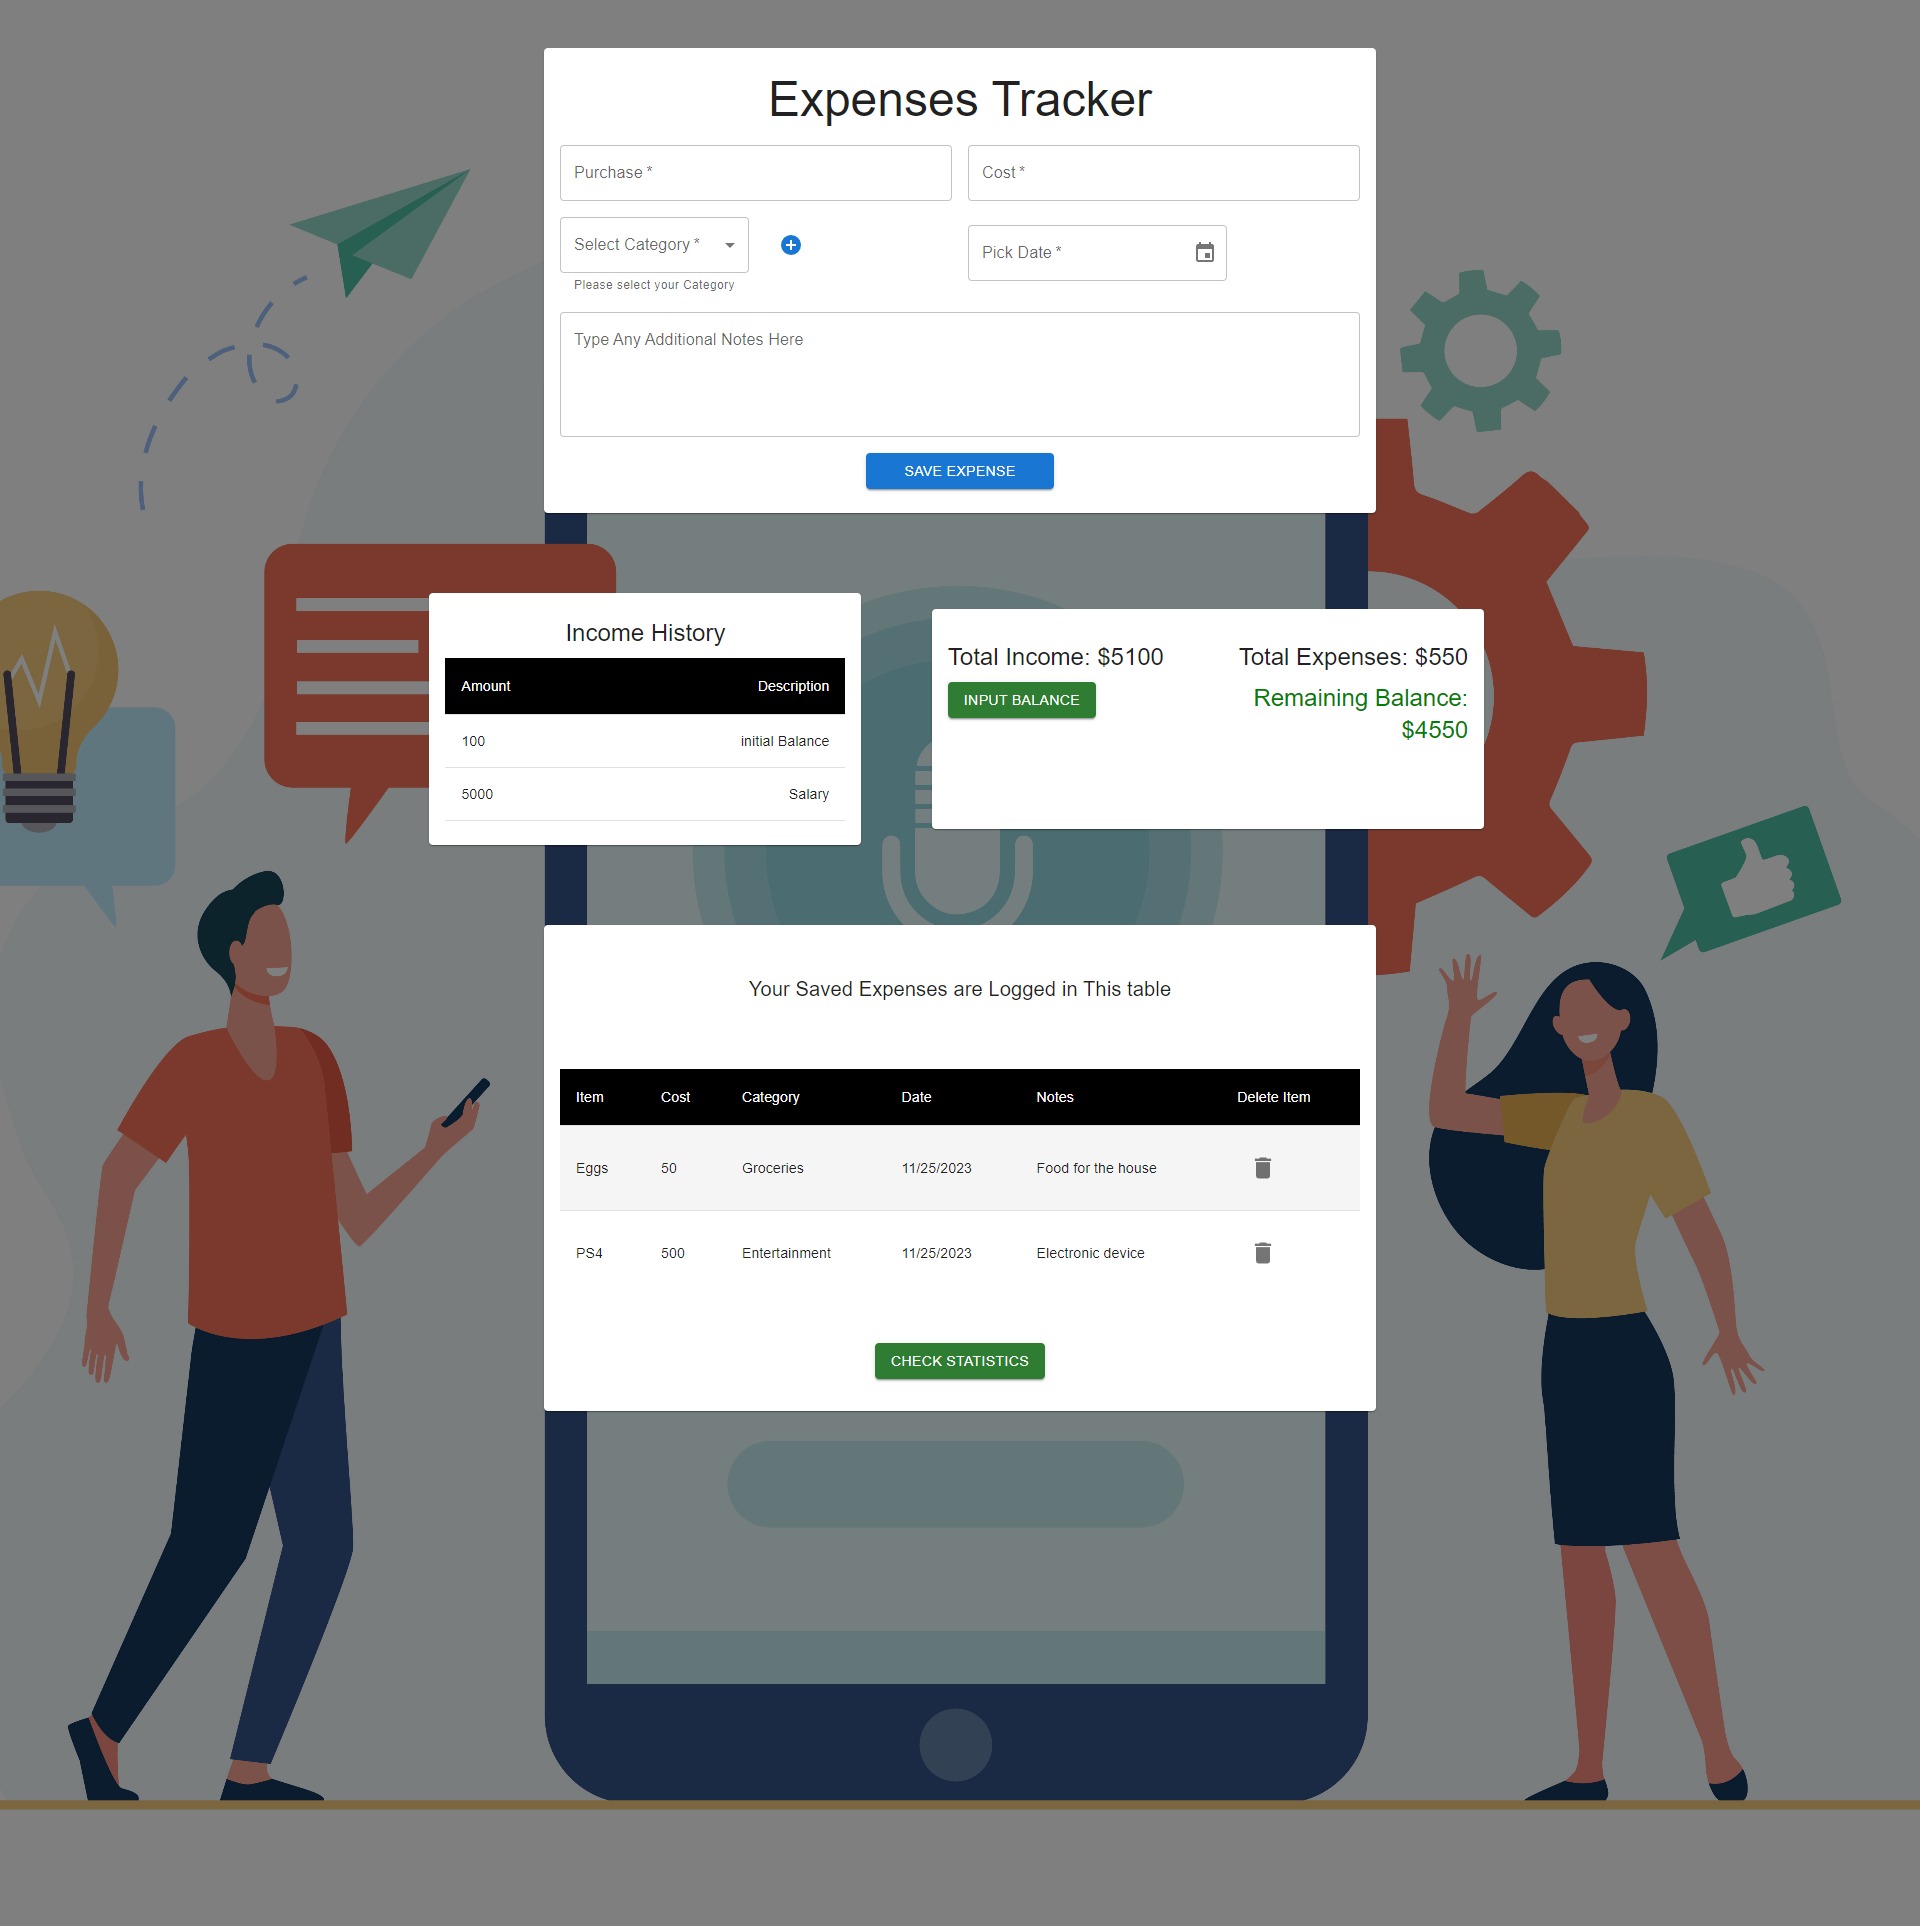 Expenses Tracker
Purchase *
Cost *
Select Category *
Pick Date *
Please select your Category
Type Any Additional Notes Here
SAVE EXPENSE
Income History
Amount Description
100 initial Balance
5000 Salary
Total Income: $5100
INPUT BALANCE
Total Expenses: $550
Remaining Balance:
$4550
Your Saved Expenses are Logged in This table
Item Cost Category Date Notes Delete Item
Eggs 50 Groceries 11/25/2023 Food for the house
PS4 500 Entertainment 11/25/2023 Electronic device
CHECK STATISTICS